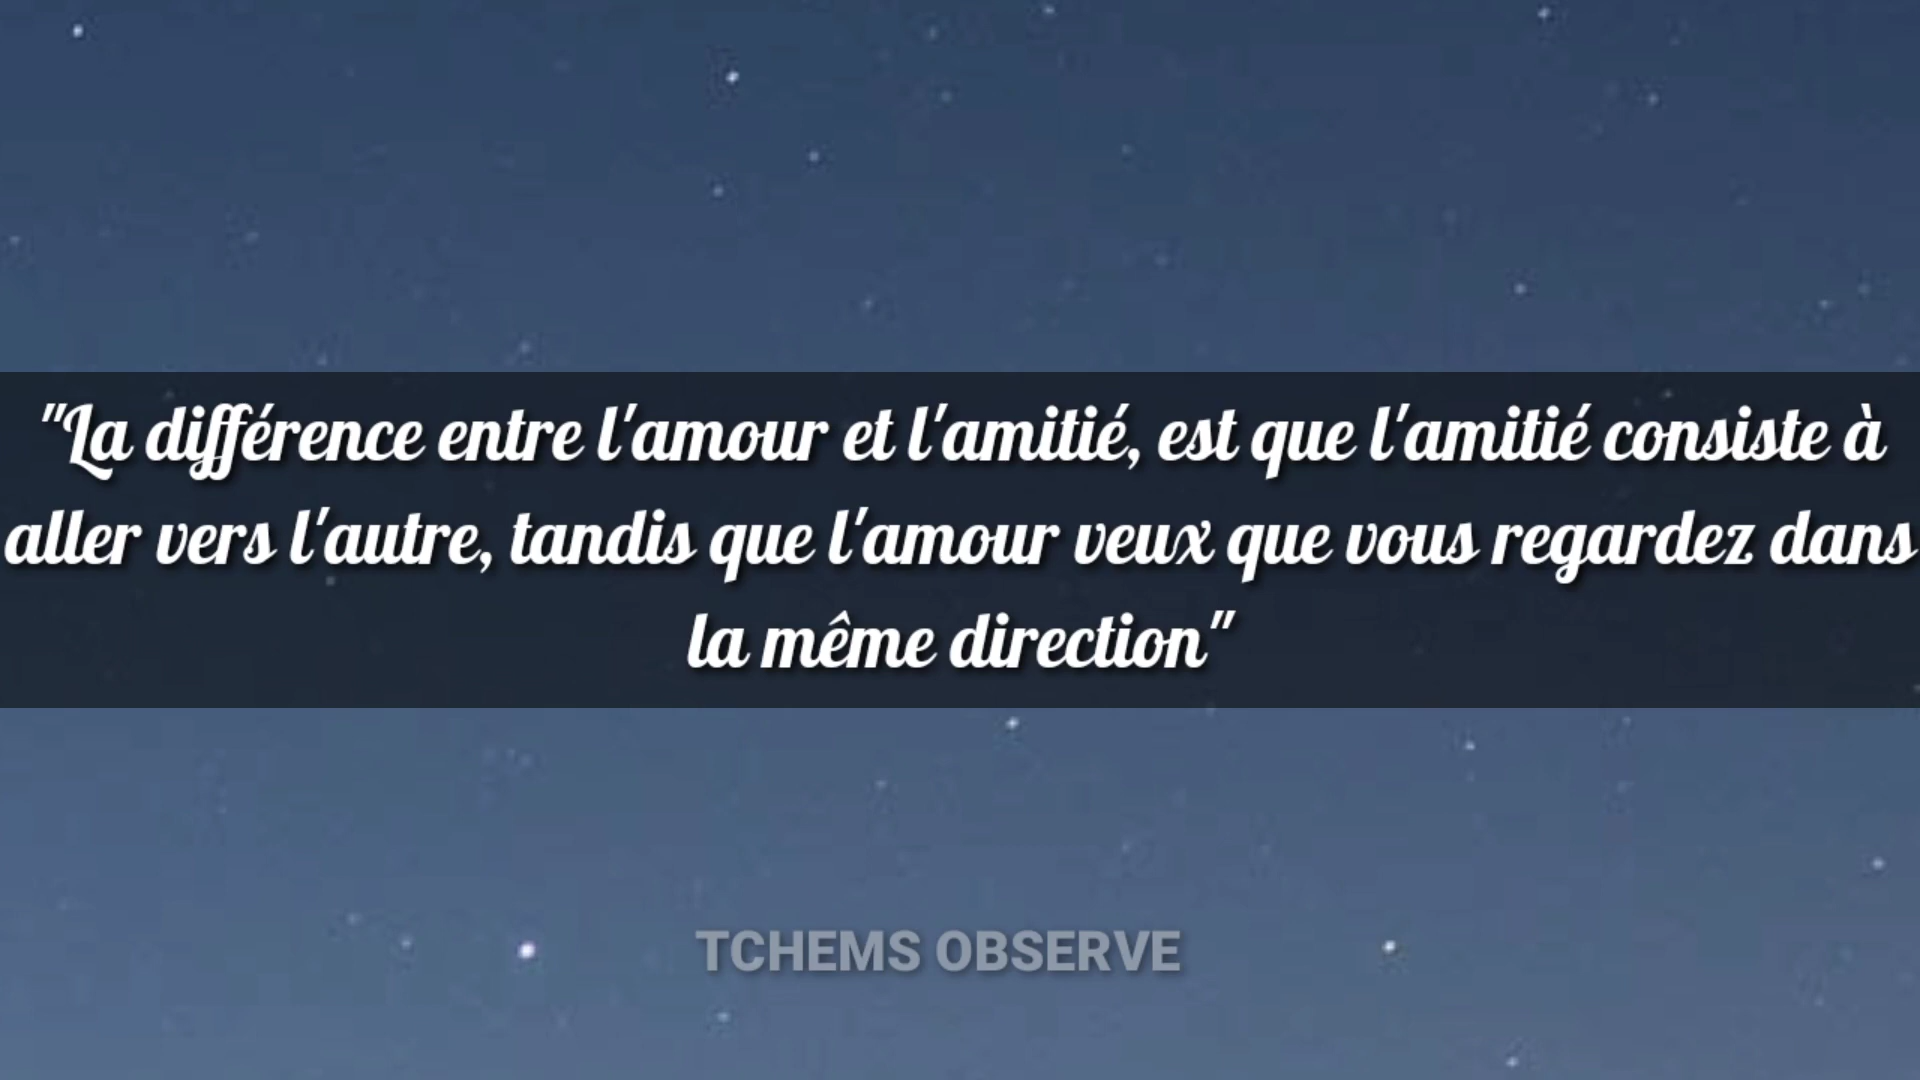 "La différence entre l'amour et l'amitié, est que l'amitié consiste à
aller vers l'autre, tandis que l'amour veux que vous regardez dans
la même direction"
TCHEMS OBSERVE